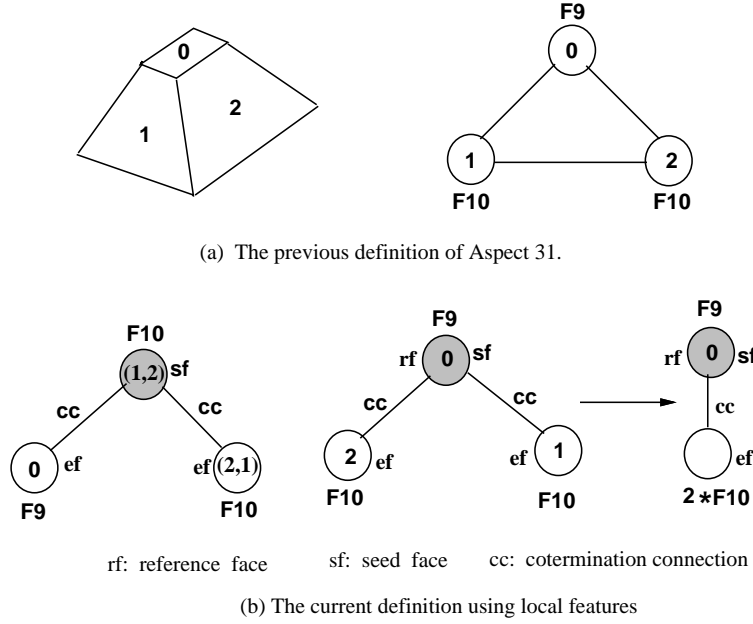 F9
0
0
1
2
1
2
F10
F10
(a) The previous definition of Aspect 31.
F10
(1,2) sf
cc
cc
0
ef
ef (2,1)
F9
F10
F9
rf 0 sf
cc
cc
2 ef
ef 1
F10
F10
F9
rf 0 sf
cc
ef
2 *F10
rf: reference face
sf: seed face
cc: cotermination connection
(b) The current definition using local features